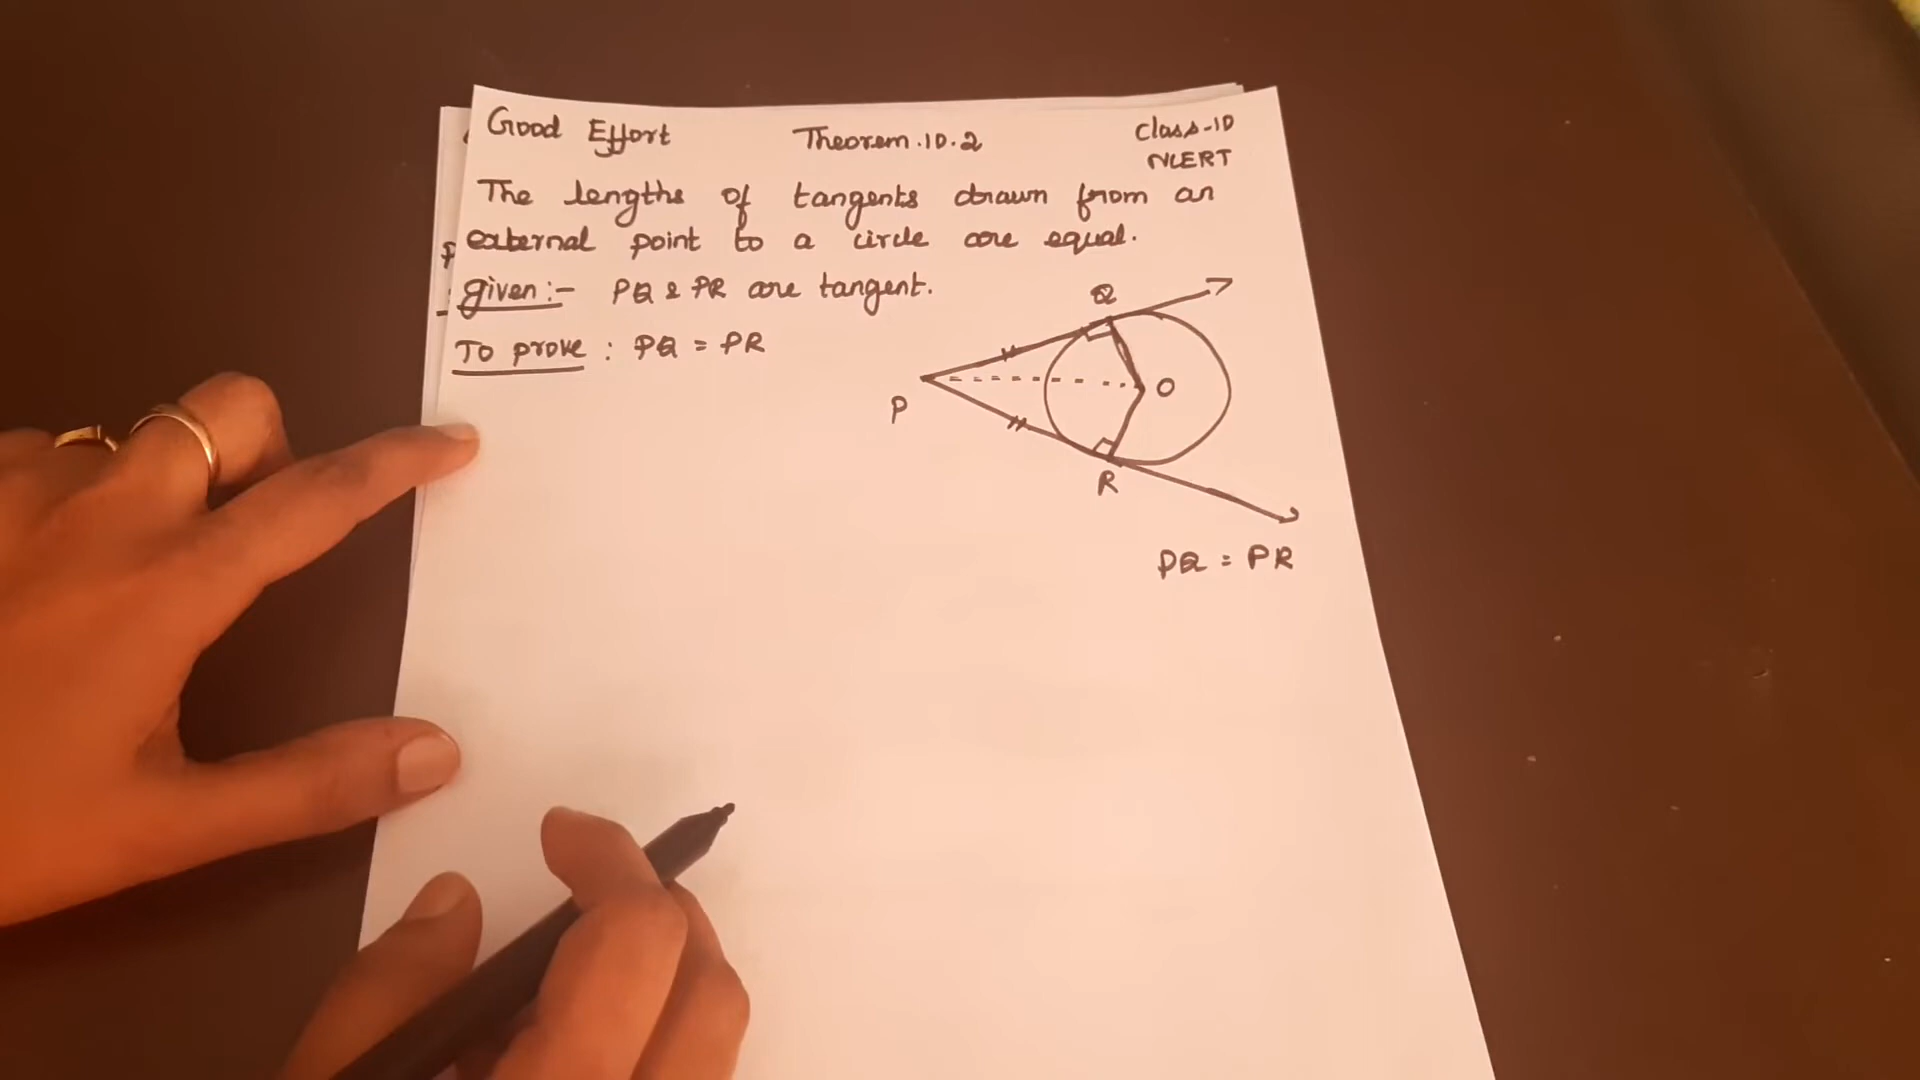 Good Effort
Theorem.10.2
Class-10
NCERT
The lengths of tangents drawn from an
external point to a circle are equal.
given:- PQ & PR are tangent.
To prove: PQ = PR
Q
P
O
R
PQ = PR